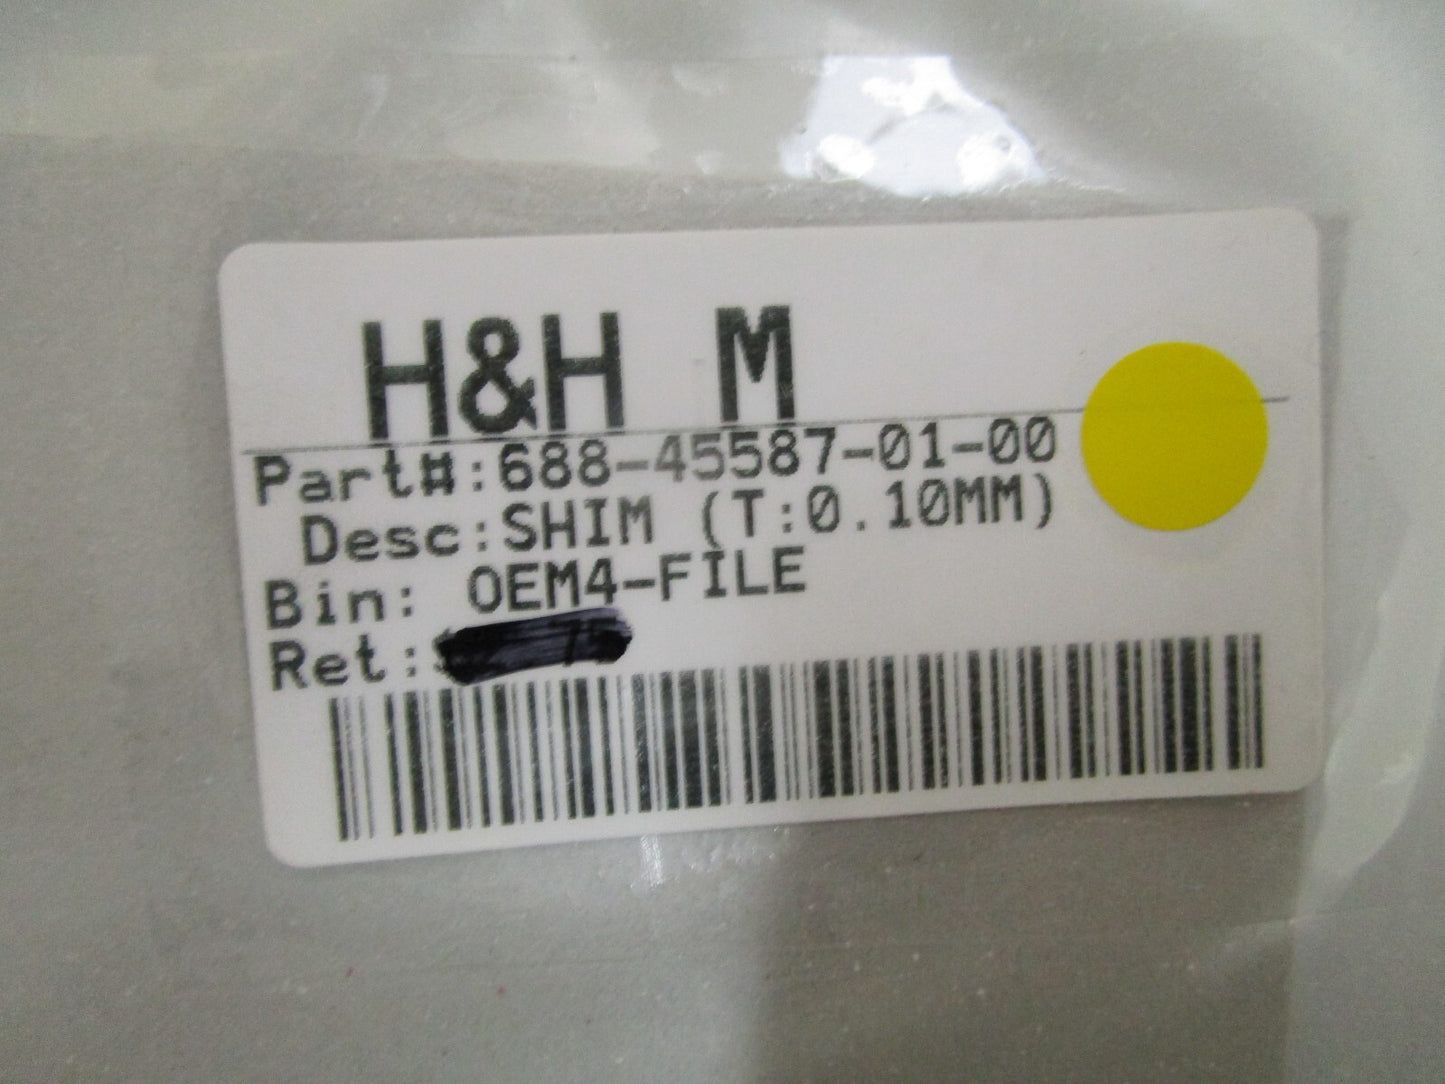 H&H M
Part#:688-45587-01-00
Desc:SHIM (T:0.10MM)
Bin: OEM4-FILE
Ret: